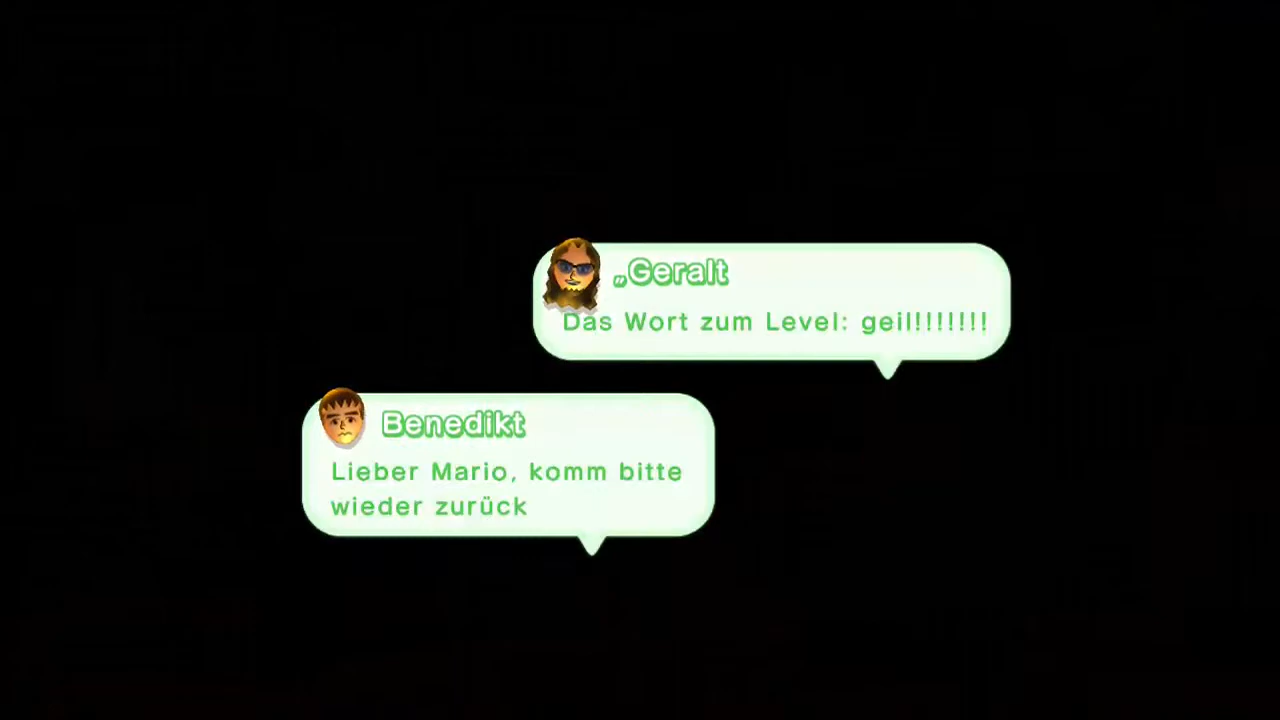 „Geralt
Das Wort zum Level: geil!!!!!!!
Benedikt
Lieber Mario, komm bitte
wieder zurück